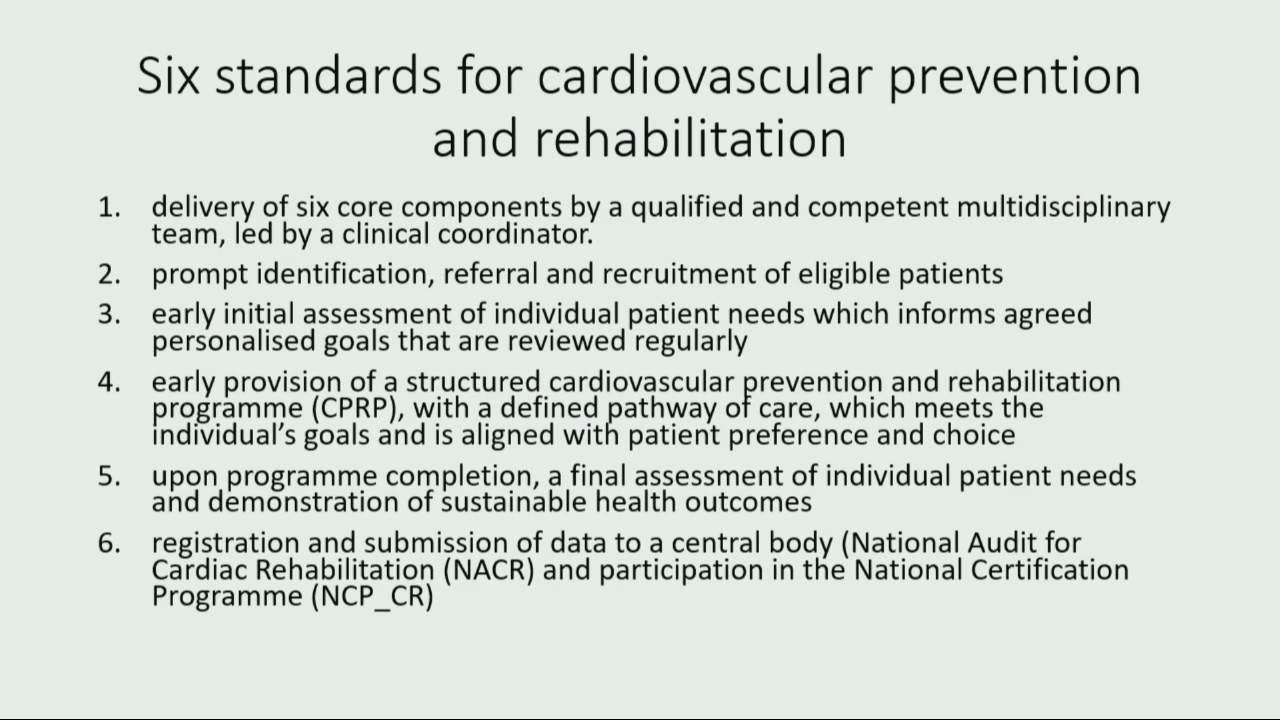 Six standards for cardiovascular prevention
and rehabilitation
1. delivery of six core components by a qualified and competent multidisciplinary
team, led by a clinical coordinator.
2. prompt identification, referral and recruitment of eligible patients
3. early initial assessment of individual patient needs which informs agreed
personalised goals that are reviewed regularly
4. early provision of a structured cardiovascular prevention and rehabilitation
programme (CPRP), with a defined pathway of care, which meets the
individual’s goals and is aligned with patient preference and choice
5. upon programme completion, a final assessment of individual patient needs
and demonstration of sustainable health outcomes
6. registration and submission of data to a central body (National Audit for
Cardiac Rehabilitation (NACR) and participation in the National Certification
Programme (NCP_CR)